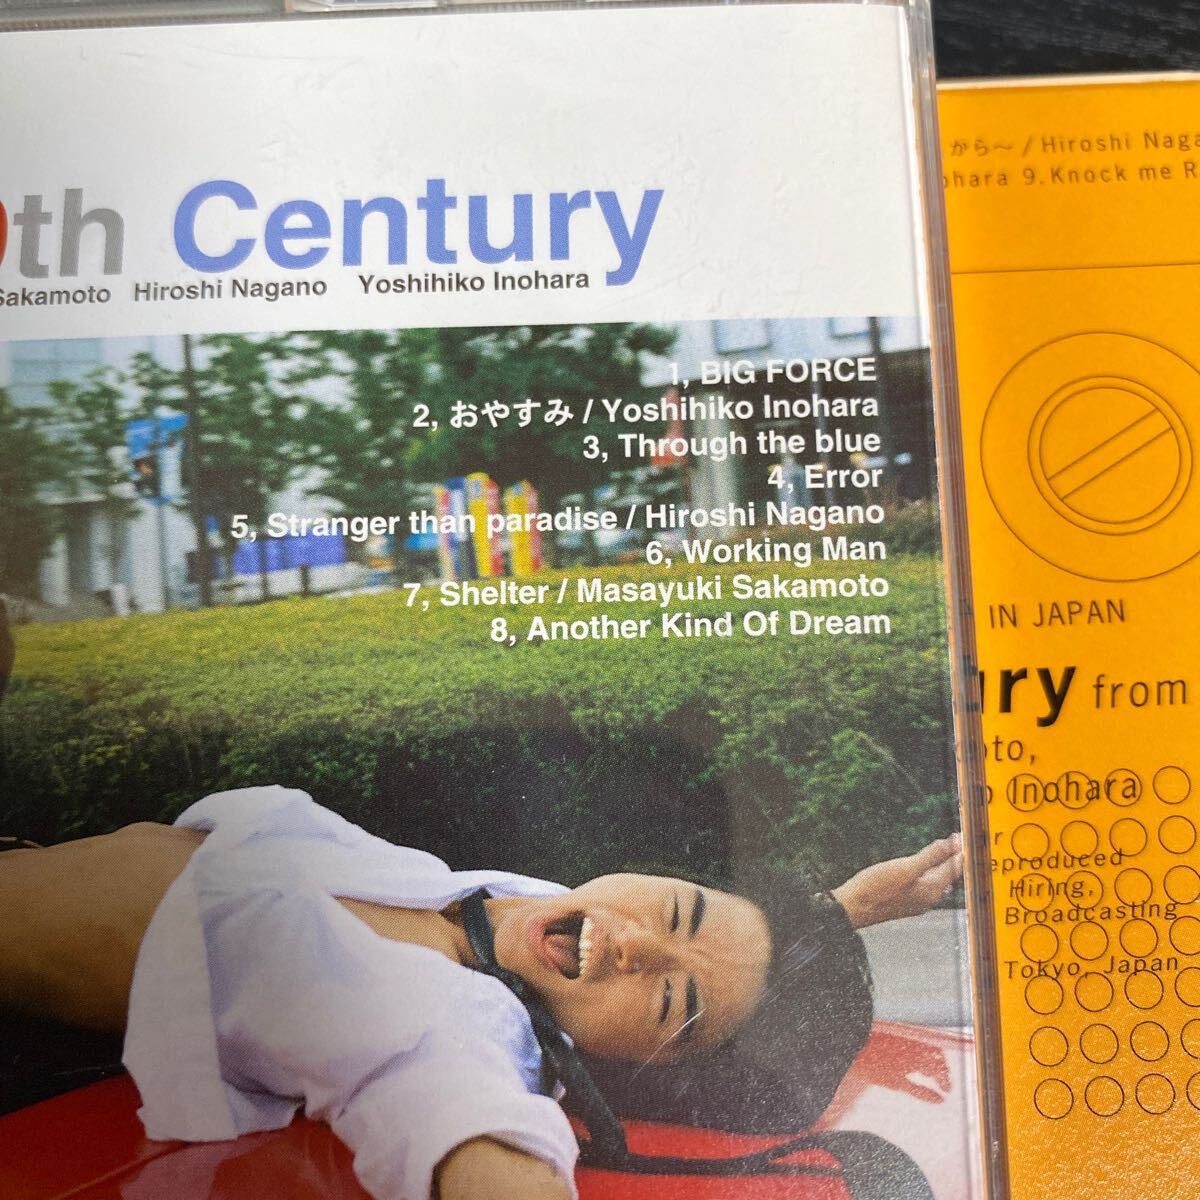 th Century
Sakamoto Hiroshi Nagano Yoshihiko Inohara
1, BIG FORCE
2, おやすみ / Yoshihiko Inohara
3, Through the blue
4, Error
5, Stranger than paradise / Hiroshi Nagano
6, Working Man
7, Shelter / Masayuki Sakamoto
8, Another Kind Of Dream
から～ / Hiroshi Naga
ohara 9. Knock me R
IN JAPAN
ury from
oto,
Inohara
r
eproduced
Hiring,
Broadcasting
Tokyo, Japan